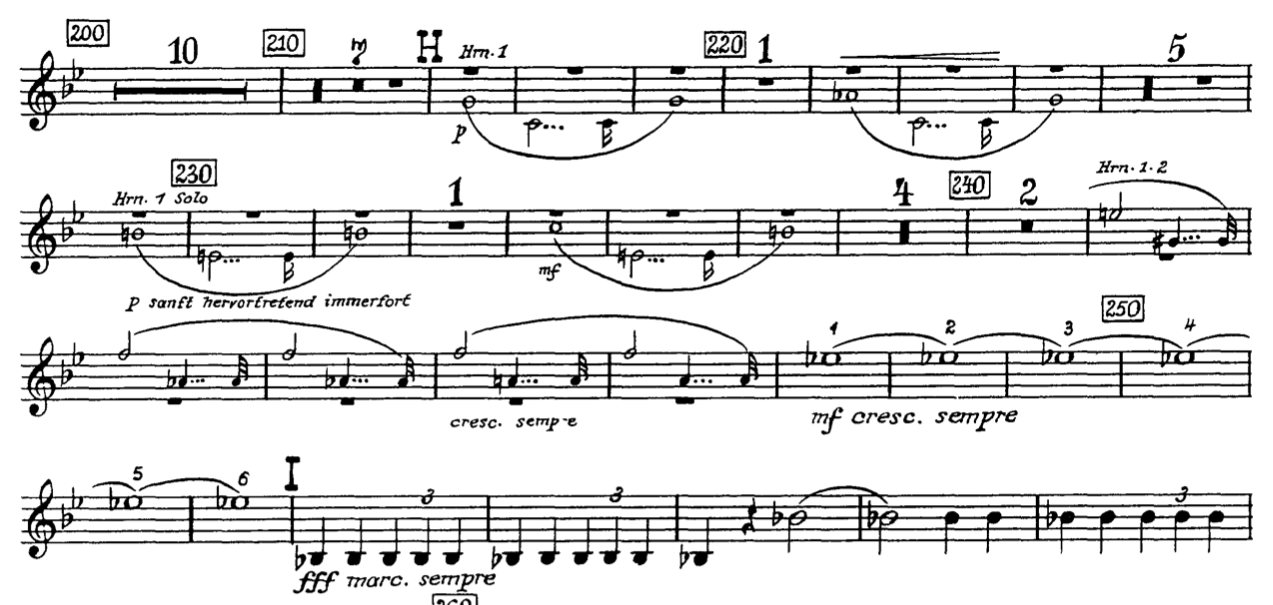 200 10 210 7 H Hrn. 1 220 1 5
p
230
Hrn. 1 Solo 1 4 240 2 Hrn. 1. 2
mf
p sanft hervortretend immerfort
250
1 2 3 4
cresc. sempre mf cresc. sempre
5 6 I 3 3 3
fff marc. sempre
260